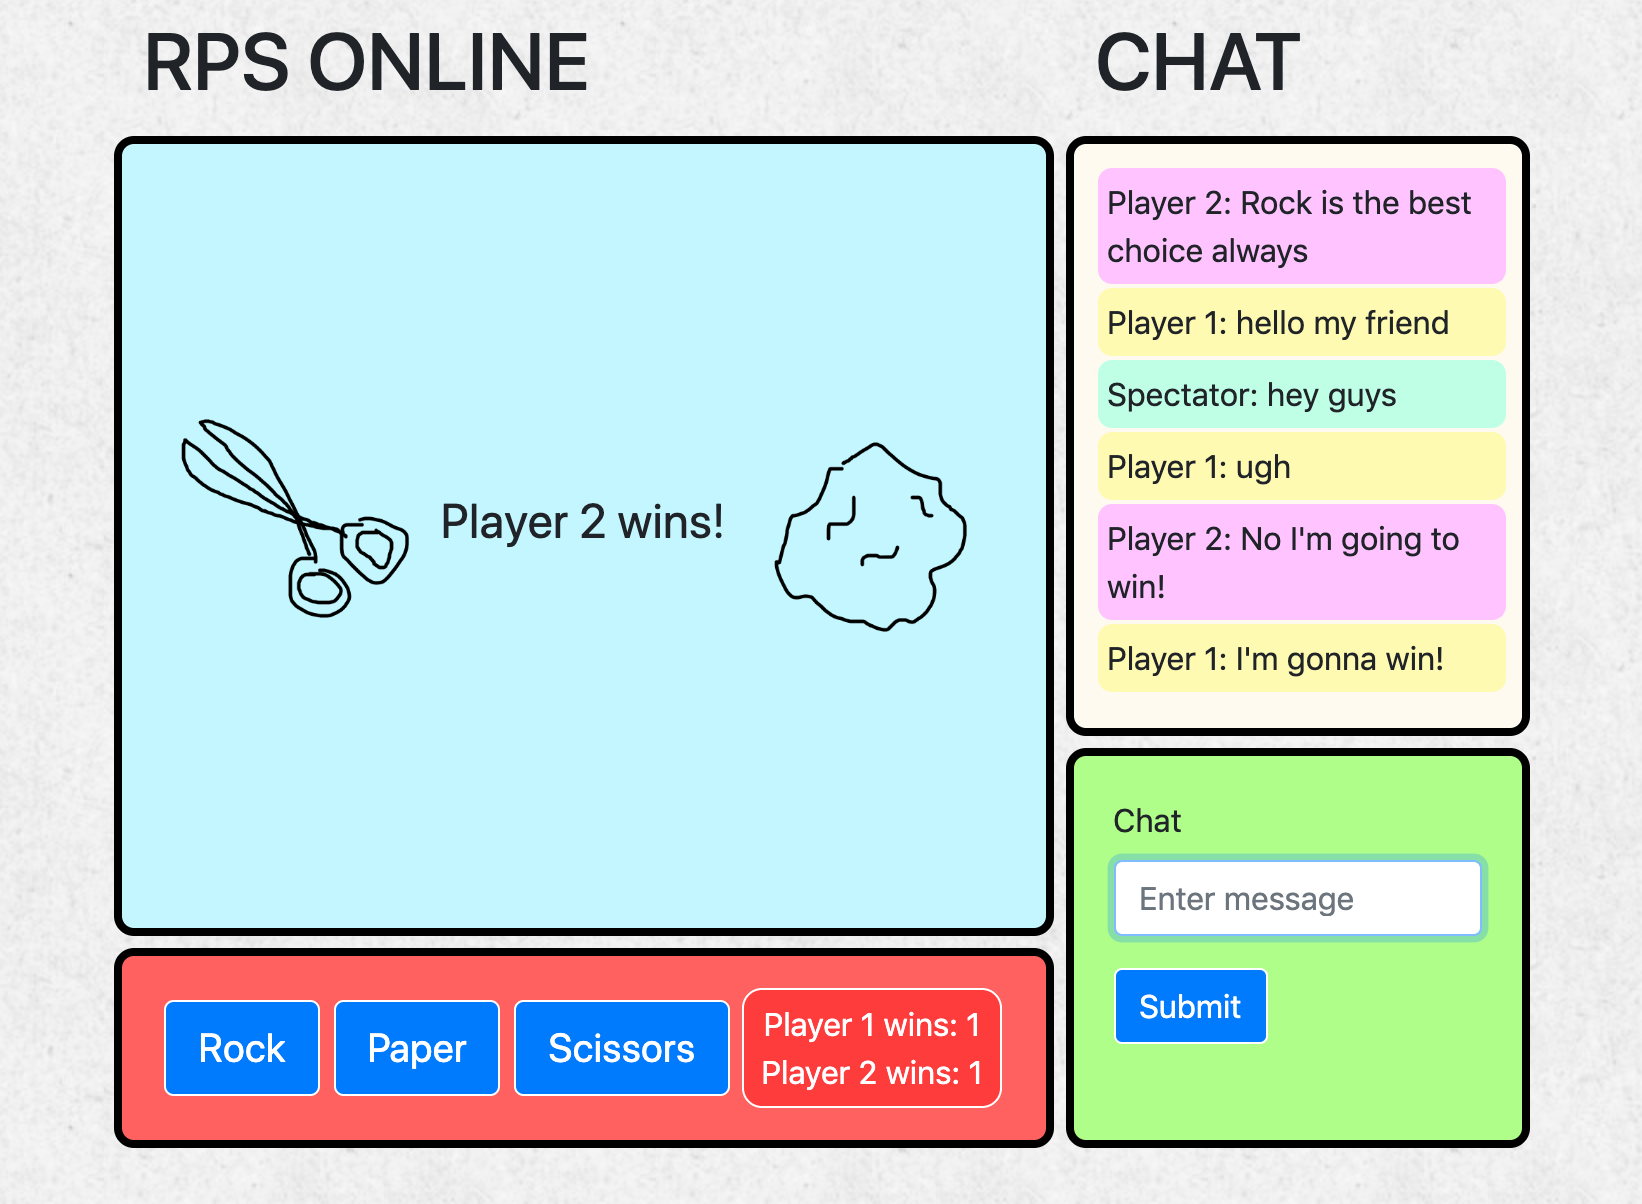 RPS ONLINE
Player 2 wins!
Rock
Paper
Scissors
Player 1 wins: 1
Player 2 wins: 1
CHAT
Player 2: Rock is the best
choice always
Player 1: hello my friend
Spectator: hey guys
Player 1: ugh
Player 2: No I'm going to
win!
Player 1: I'm gonna win!
Chat
Enter message
Submit